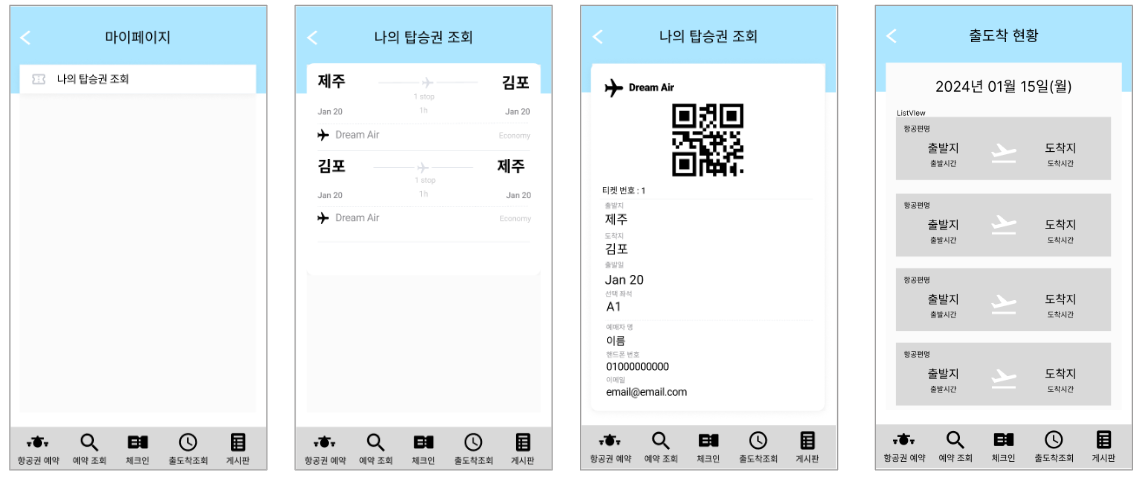 마이페이지
나의 탑승권 조회
항공권 예약
예약 조회
체크인
출도착조회
게시판
나의 탑승권 조회
제주
김포
1 stop
Jan 20
1h
Jan 20
Dream Air
Economy
김포
제주
1 stop
Jan 20
1h
Jan 20
Dream Air
Economy
항공권 예약
예약 조회
체크인
출도착조회
게시판
나의 탑승권 조회
Dream Air
티켓 번호 : 1
출발지
제주
도착지
김포
출발일
Jan 20
선택 좌석
A1
예매자 명
이름
핸드폰 번호
01000000000
이메일
email@email.com
항공권 예약
예약 조회
체크인
출도착조회
게시판
출도착 현황
2024년 01월 15일(월)
ListView
항공편명
출발지
도착지
출발시간
도착시간
항공편명
출발지
도착지
출발시간
도착시간
항공편명
출발지
도착지
출발시간
도착시간
항공편명
출발지
도착지
출발시간
도착시간
항공권 예약
예약 조회
체크인
출도착조회
게시판